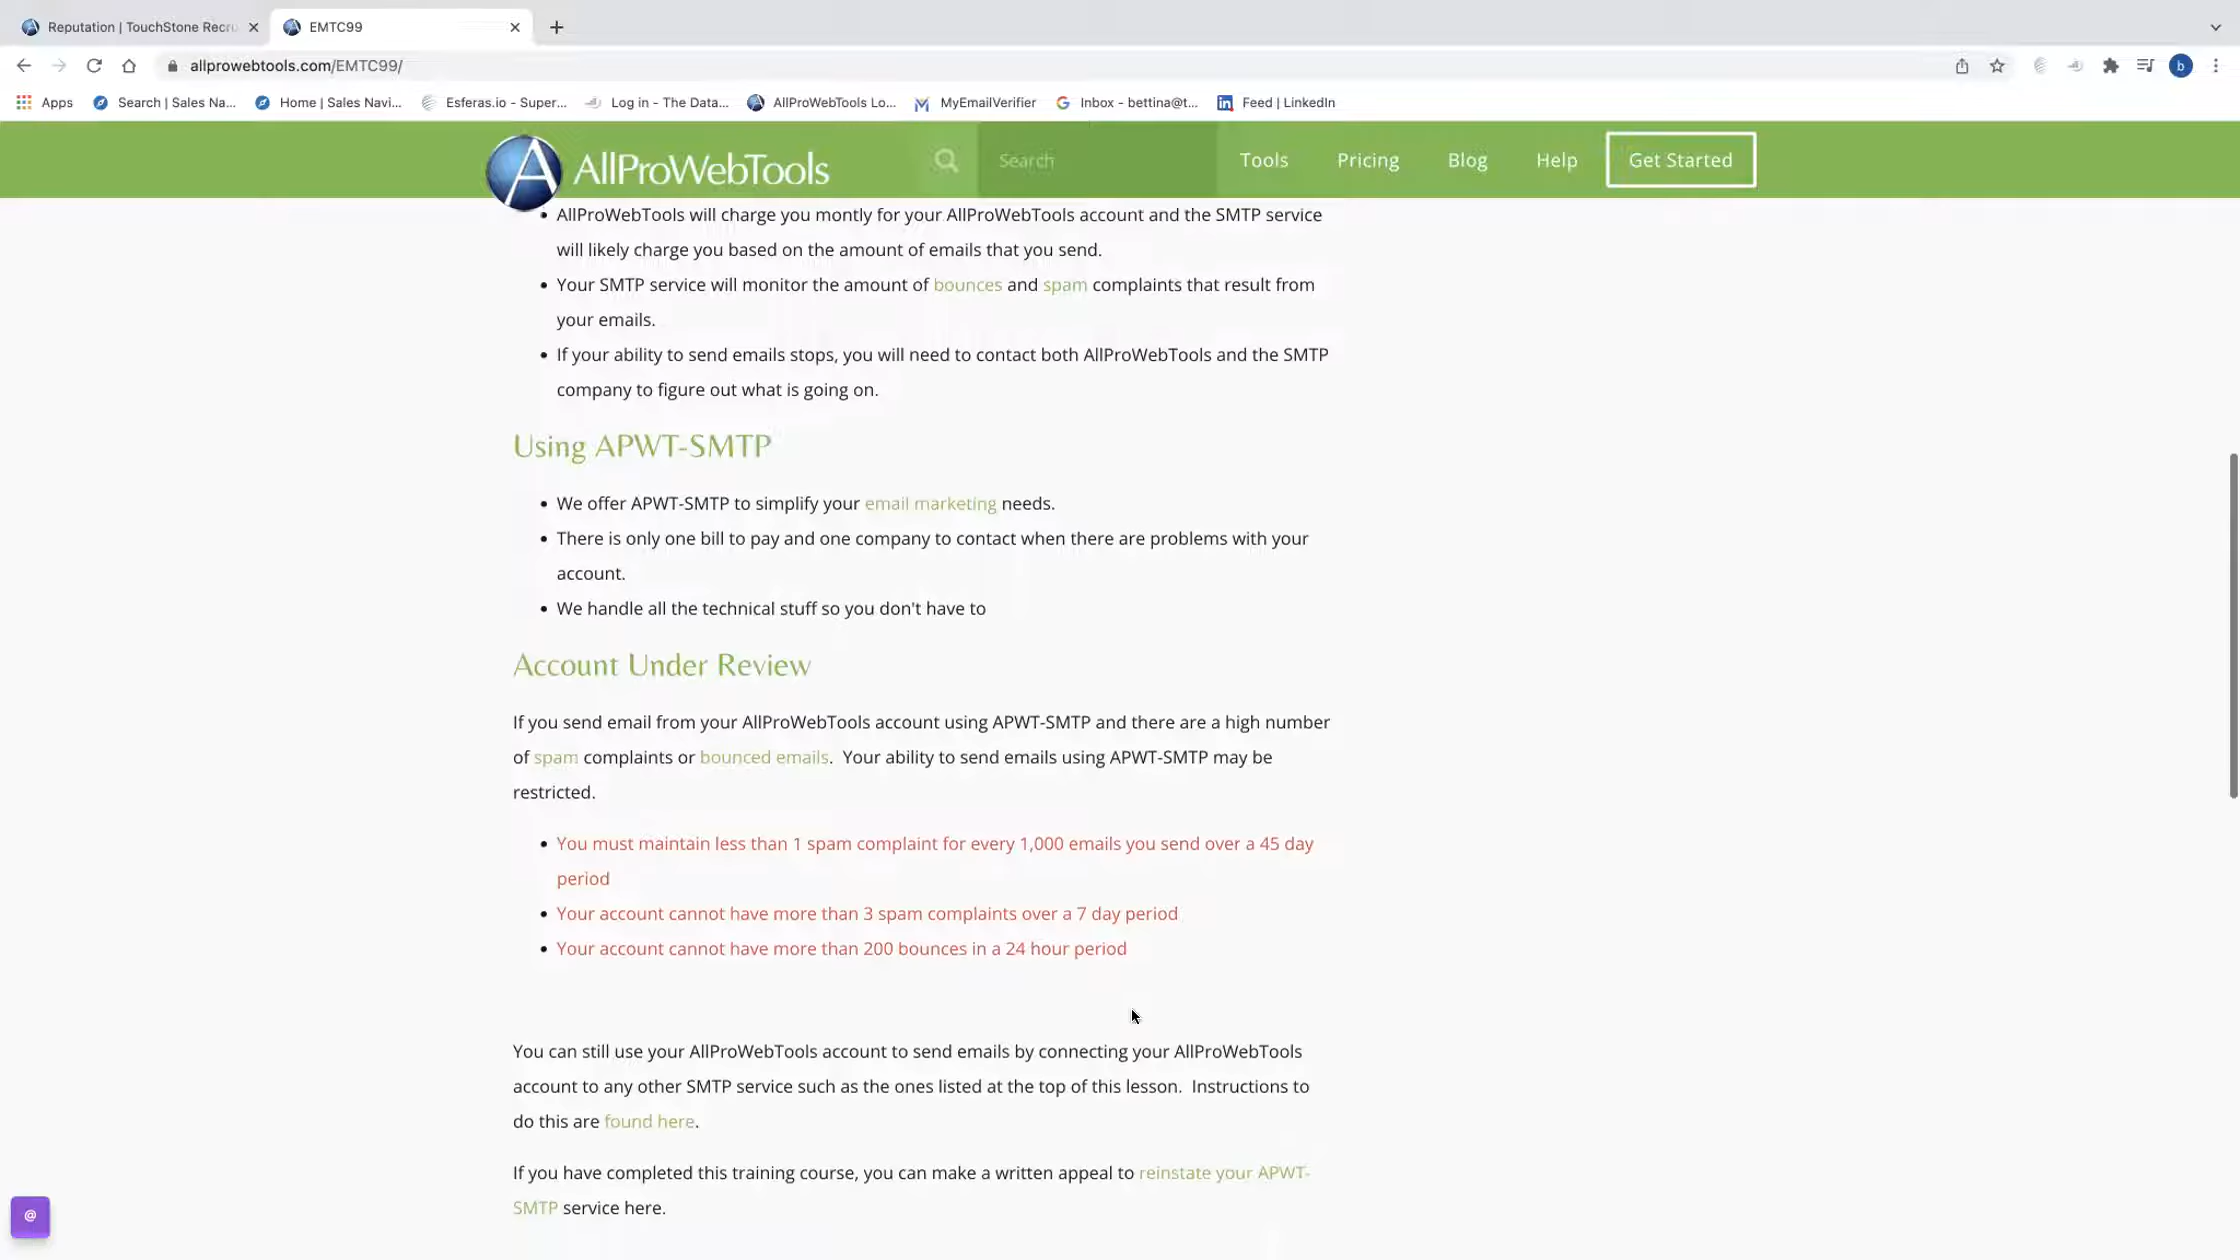 Reputation | TouchStone Recru
EMTC99
allprowebtools.com/EMTC99/
b
Apps
Search | Sales Na...
Home | Sales Navi...
Esferas.io - Super...
Log in - The Data...
AllProWebTools Lo...
MyEmailVerifier
Inbox - bettina@t...
Feed | LinkedIn
AllProWebTools
Search
Tools
Pricing
Blog
Help
Get Started
AllProWebTools will charge you montly for your AllProWebTools account and the SMTP service
will likely charge you based on the amount of emails that you send.
Your SMTP service will monitor the amount of bounces and spam complaints that result from
your emails.
If your ability to send emails stops, you will need to contact both AllProWebTools and the SMTP
company to figure out what is going on.
Using APWT-SMTP
We offer APWT-SMTP to simplify your email marketing needs.
There is only one bill to pay and one company to contact when there are problems with your
account.
We handle all the technical stuff so you don't have to
Account Under Review
If you send email from your AllProWebTools account using APWT-SMTP and there are a high number
of spam complaints or bounced emails.  Your ability to send emails using APWT-SMTP may be
restricted.
You must maintain less than 1 spam complaint for every 1,000 emails you send over a 45 day
period
Your account cannot have more than 3 spam complaints over a 7 day period
Your account cannot have more than 200 bounces in a 24 hour period
You can still use your AllProWebTools account to send emails by connecting your AllProWebTools
account to any other SMTP service such as the ones listed at the top of this lesson.  Instructions to
do this are found here.
If you have completed this training course, you can make a written appeal to reinstate your APWT-
SMTP service here.
@